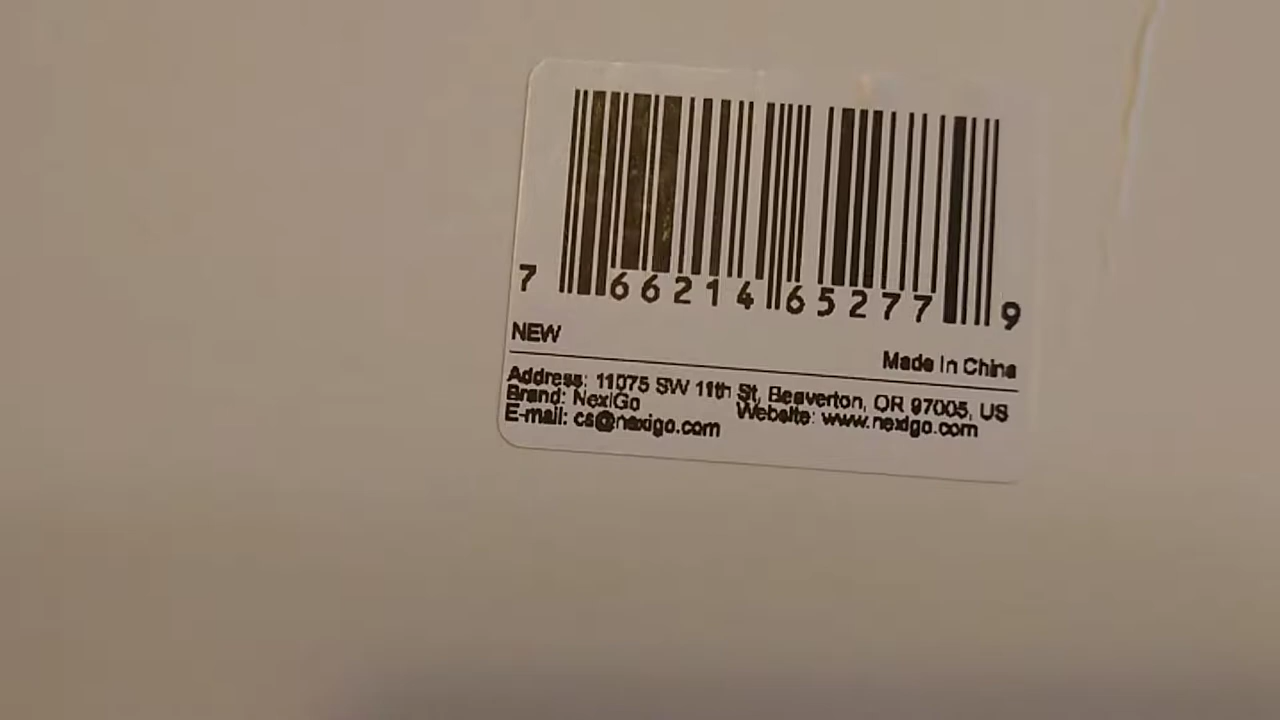 7 66214 65277 9
NEW
Made In China
Address: 11075 SW 11th St, Beaverton, OR 97005, US
Brand: NexiGo Website: www.nexigo.com
E-mail: cs@nexigo.com